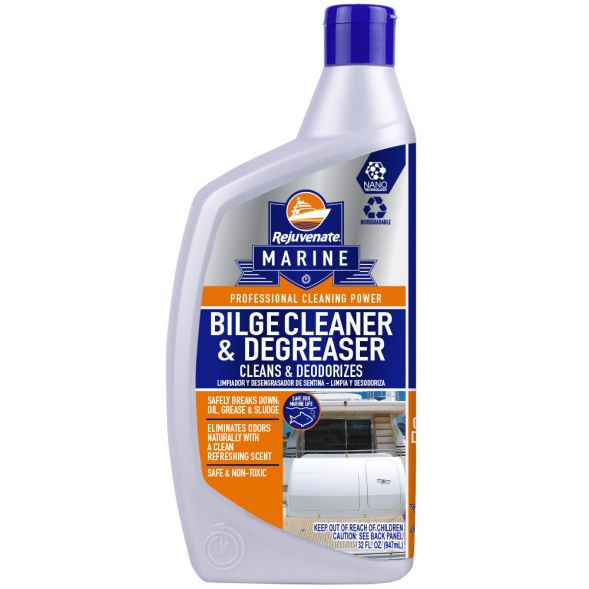 NANO
TECHNOLOGY
BIODEGRADABLE
Rejuvenate
MARINE
PROFESSIONAL CLEANING POWER
BILGE CLEANER
& DEGREASER
CLEANS & DEODORIZES
LIMPIADOR Y DESENGRASADOR DE SENTINA - LIMPIA Y DESODORIZA
SAFELY BREAKS DOWN:
OIL, GREASE & SLUDGE
SAFE FOR
MARINE LIFE
ELIMINATES ODORS
NATURALLY WITH
A CLEAN
REFRESHING SCENT
SAFE & NON-TOXIC
KEEP OUT OF REACH OF CHILDREN
CAUTION: SEE BACK PANEL
32 FL. OZ. (947mL)